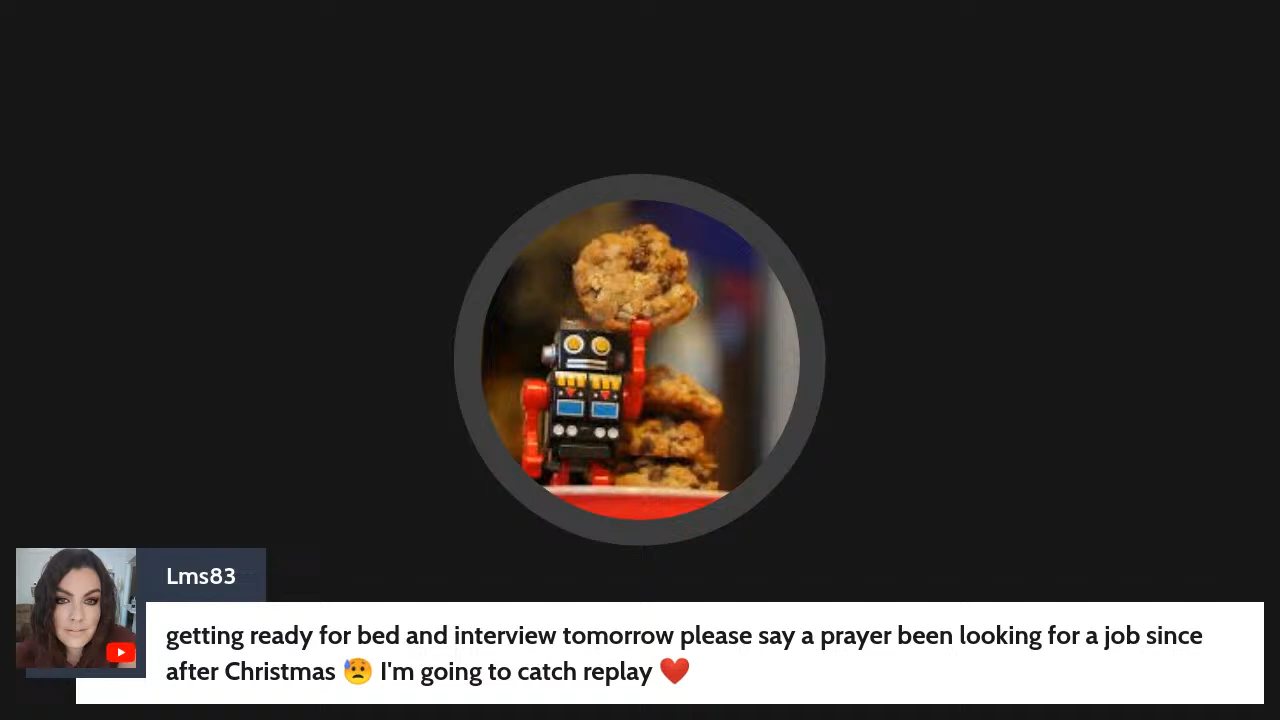 Lms83
getting ready for bed and interview tomorrow please say a prayer been looking for a job since
after Christmas 😥 I'm going to catch replay ❤️